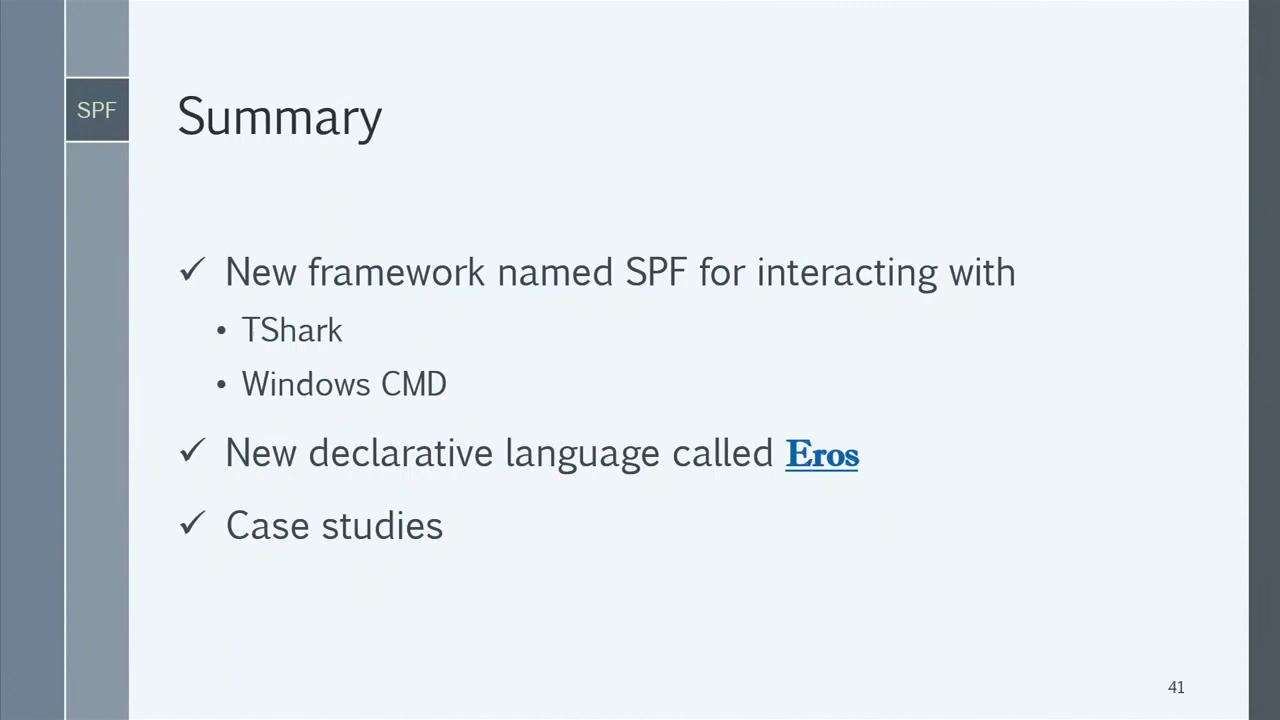 SPF
Summary
✓ New framework named SPF for interacting with
• TShark
• Windows CMD
✓ New declarative language called Eros
✓ Case studies
41